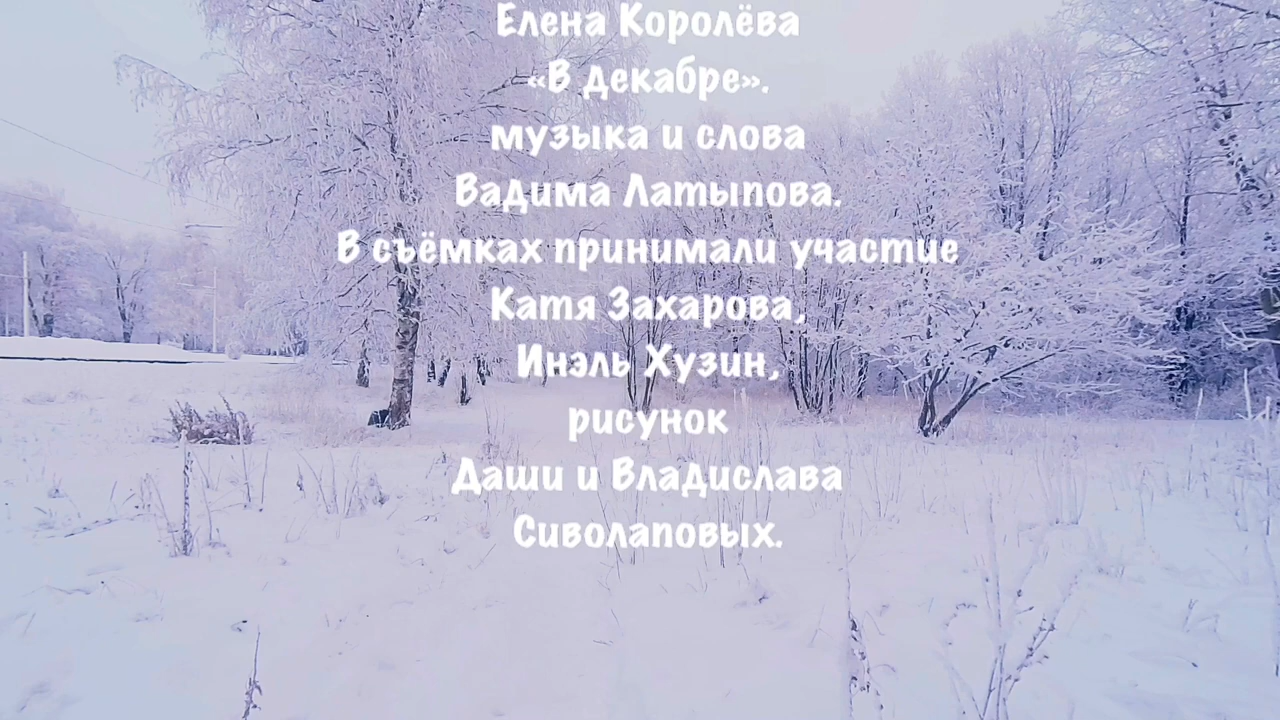 Елена Королёва
«В декабре».
музыка и слова
Вадима Латыпова.
В съёмках принимали участие
Катя Захарова,
Инэль Хузин,
рисунок
Даши и Владислава
Сиволаповых.